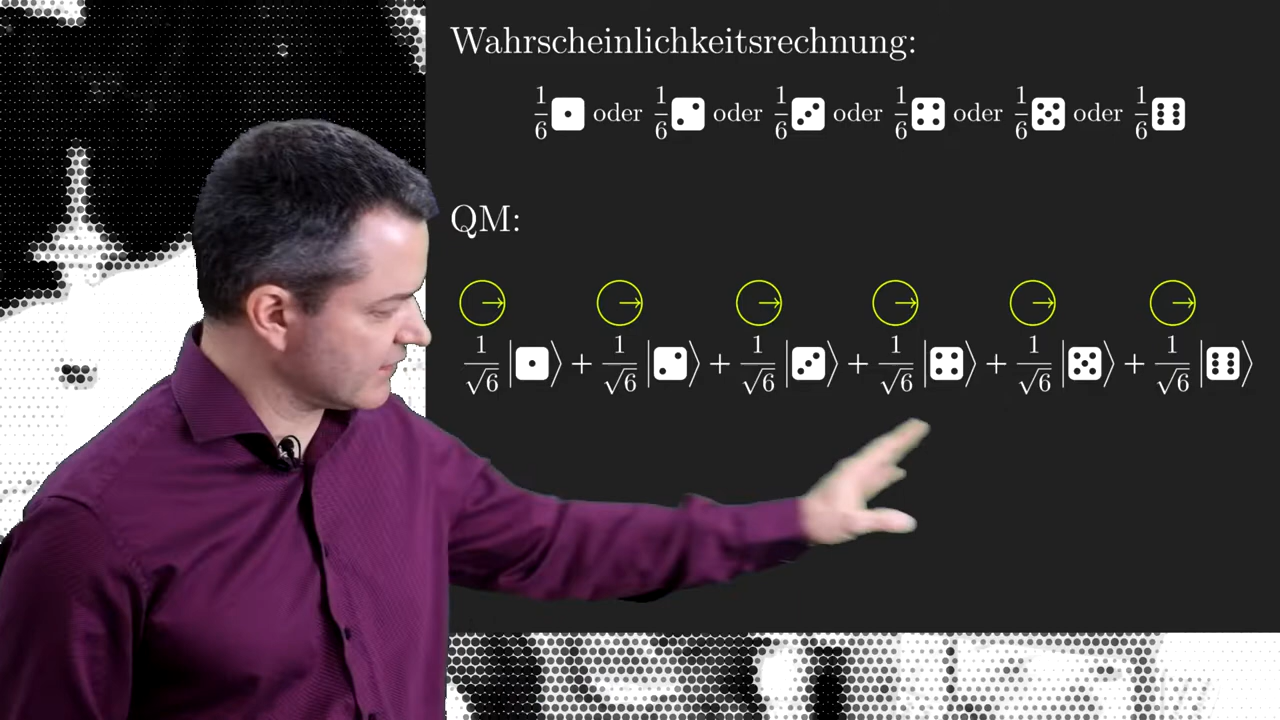 Wahrscheinlichkeitsrechnung:
1/6 ⚀ oder 1/6 ⚁ oder 1/6 ⚂ oder 1/6 ⚃ oder 1/6 ⚄ oder 1/6 ⚅
QM:
1/√6 |⚀⟩ + 1/√6 |⚁⟩ + 1/√6 |⚂⟩ + 1/√6 |⚃⟩ + 1/√6 |⚄⟩ + 1/√6 |⚅⟩